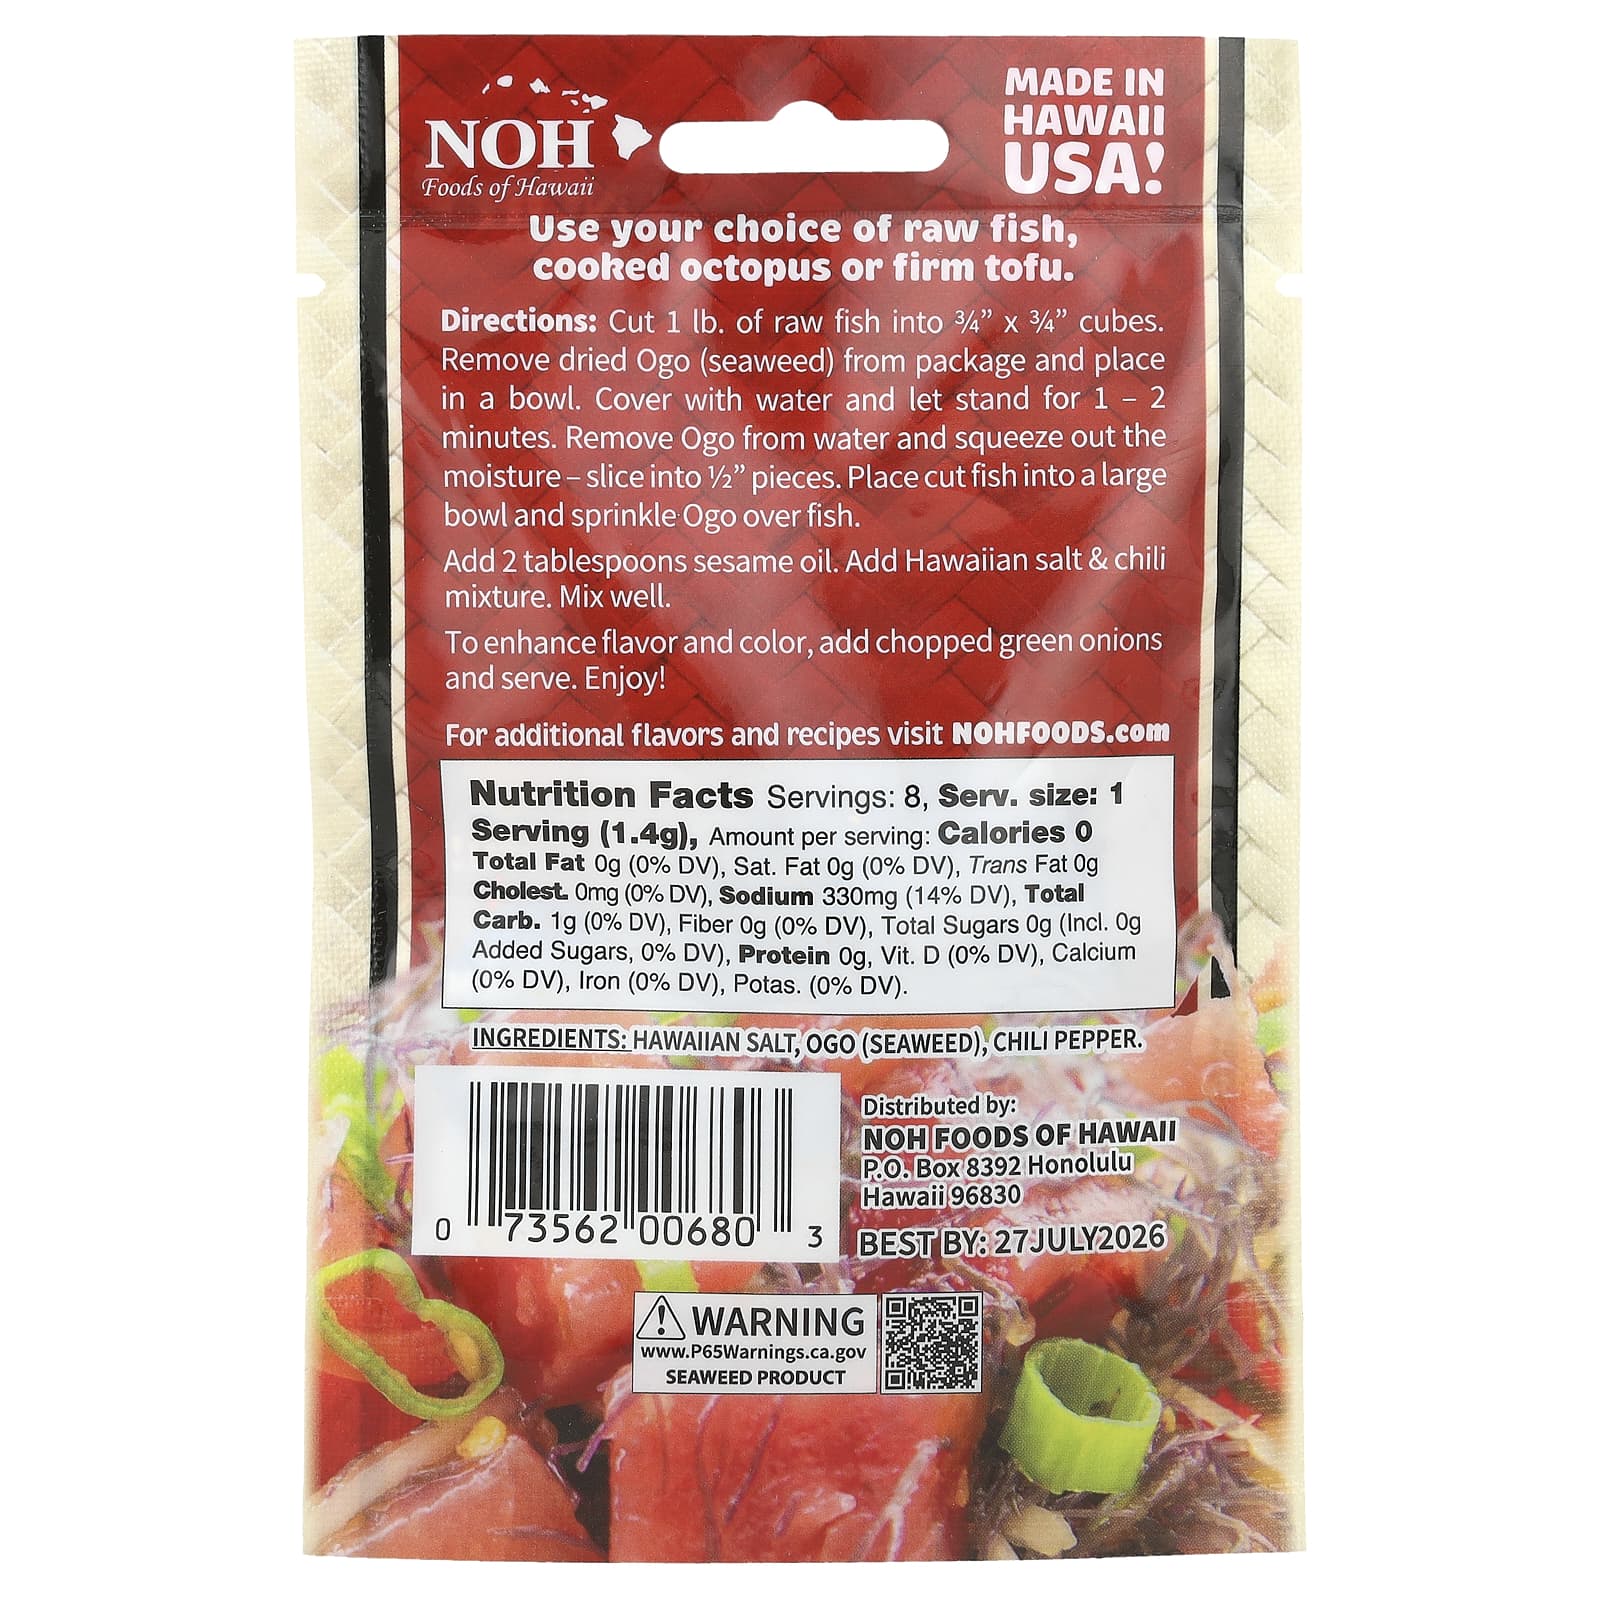 NOH
Foods of Hawaii
MADE IN
HAWAII
USA!
Use your choice of raw fish,
cooked octopus or firm tofu.
Directions: Cut 1 lb. of raw fish into ¾” x ¾” cubes.
Remove dried Ogo (seaweed) from package and place
in a bowl. Cover with water and let stand for 1 – 2
minutes. Remove Ogo from water and squeeze out the
moisture – slice into ½” pieces. Place cut fish into a large
bowl and sprinkle Ogo over fish.
Add 2 tablespoons sesame oil. Add Hawaiian salt & chili
mixture. Mix well.
To enhance flavor and color, add chopped green onions
and serve. Enjoy!
For additional flavors and recipes visit NOHFOODS.com
Nutrition Facts Servings: 8, Serv. size: 1
Serving (1.4g), Amount per serving: Calories 0
Total Fat 0g (0% DV), Sat. Fat 0g (0% DV), Trans Fat 0g
Cholest. 0mg (0% DV), Sodium 330mg (14% DV), Total
Carb. 1g (0% DV), Fiber 0g (0% DV), Total Sugars 0g (Incl. 0g
Added Sugars, 0% DV), Protein 0g, Vit. D (0% DV), Calcium
(0% DV), Iron (0% DV), Potas. (0% DV).
INGREDIENTS: HAWAIIAN SALT, OGO (SEAWEED), CHILI PEPPER.
0 73562 00680 3
Distributed by:
NOH FOODS OF HAWAII
P.O. Box 8392 Honolulu
Hawaii 96830
BEST BY: 27JULY2026
WARNING
www.P65Warnings.ca.gov
SEAWEED PRODUCT